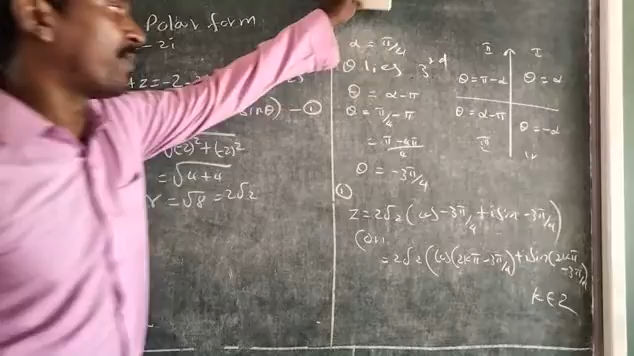 Polar form.
- 2i
z = -2 - 2i
sinθ) - ①
√(-2)² + (-2)²
= √4 + 4
r = √8 = 2√2
α = π/4
θ lies 3rd
θ = α - π
θ = π/4 - π
= π - 4π / 4
θ = -3π/4
II I
θ = π - α θ = α
θ = α - π θ = -α
III IV
①
z = 2√2 (cos -3π/4 + i sin -3π/4)
(or)
= 2√2 (cos(2kπ - 3π/4) + i sin(2kπ - 3π/4)
k ∈ Z